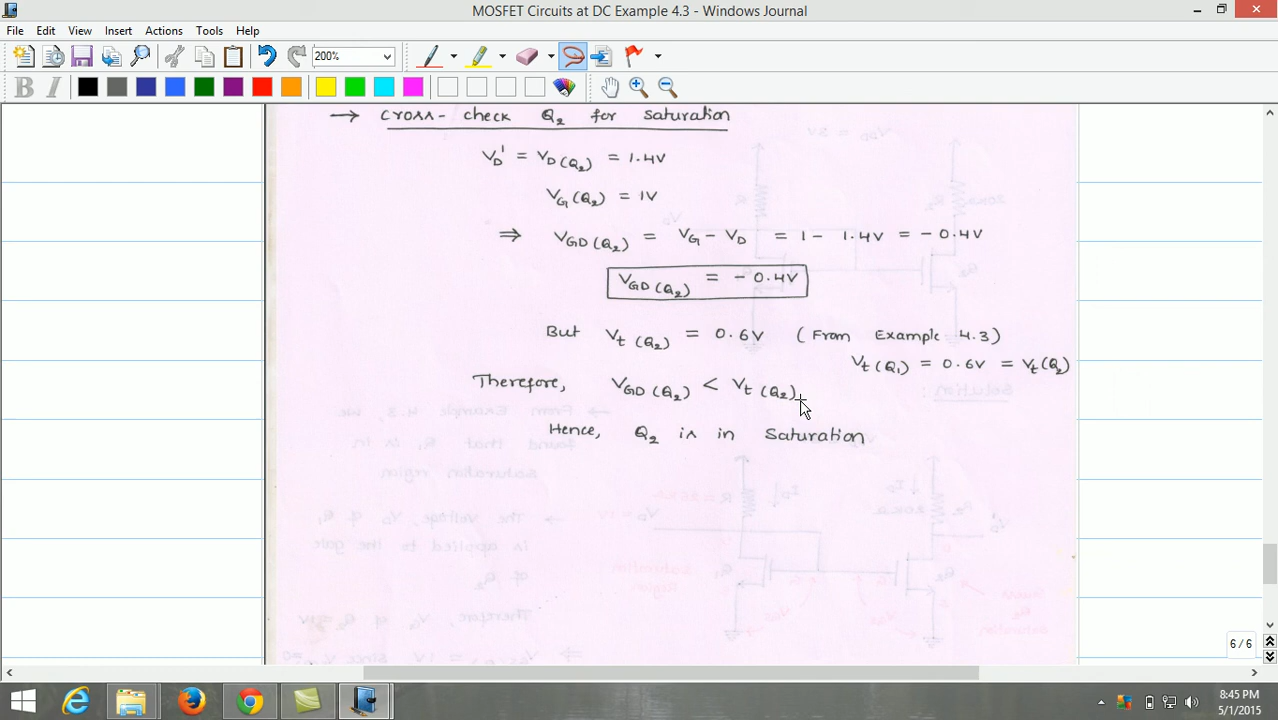 MOSFET Circuits at DC Example 4.3 - Windows Journal
File Edit View Insert Actions Tools Help
200%
B I
→ Cross-check Q2 for saturation
VD' = VD(Q2) = 1.4V
VG(Q2) = 1V
⇒ VGD(Q2) = VG - VD = 1 - 1.4V = -0.4V
VGD(Q2) = -0.4V
But Vt(Q2) = 0.6V (From Example 4.3)
Vt(Q1) = 0.6V = Vt(Q2)
Therefore, VGD(Q2) < Vt(Q2)
Hence, Q2 is in Saturation
6 / 6
8:45 PM
5/1/2015